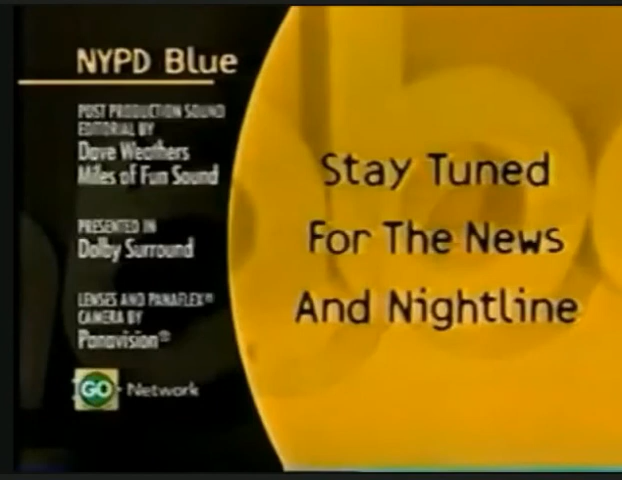 NYPD Blue
POST PRODUCTION SOUND
EDITORIAL BY
Dave Weathers
Miles of Fun Sound
PRESENTED IN
Dolby Surround
LENSES AND PANAFLEX®
CAMERA BY
Panavision®
GO Network
Stay Tuned
For The News
And Nightline